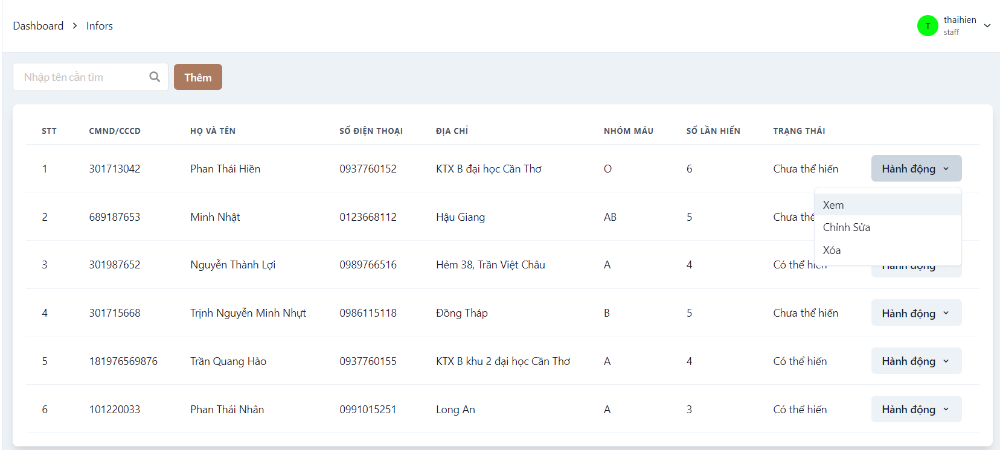 Dashboard > Infors
thaihien
staff
T
Nhập tên cần tìm
Thêm
STT CMND/CCCD HỌ VÀ TÊN SỐ ĐIỆN THOẠI ĐỊA CHỈ NHÓM MÁU SỐ LẦN HIẾN TRẠNG THÁI
1 301713042 Phan Thái Hiền 0937760152 KTX B đại học Cần Thơ O 6 Chưa thể hiến Hành động
Xem
Chỉnh Sửa
Xóa
2 689187653 Minh Nhật 0123668112 Hậu Giang AB 5 Chưa thể
3 301987652 Nguyễn Thành Lợi 0989766516 Hẻm 38, Trần Việt Châu A 4 Có thể hiến Hành động
4 301715668 Trịnh Nguyễn Minh Nhựt 0986115118 Đồng Tháp B 5 Chưa thể hiến Hành động
5 181976569876 Trần Quang Hào 0937760155 KTX B khu 2 đại học Cần Thơ A 4 Có thể hiến Hành động
6 101220033 Phan Thái Nhân 0991015251 Long An A 3 Có thể hiến Hành động